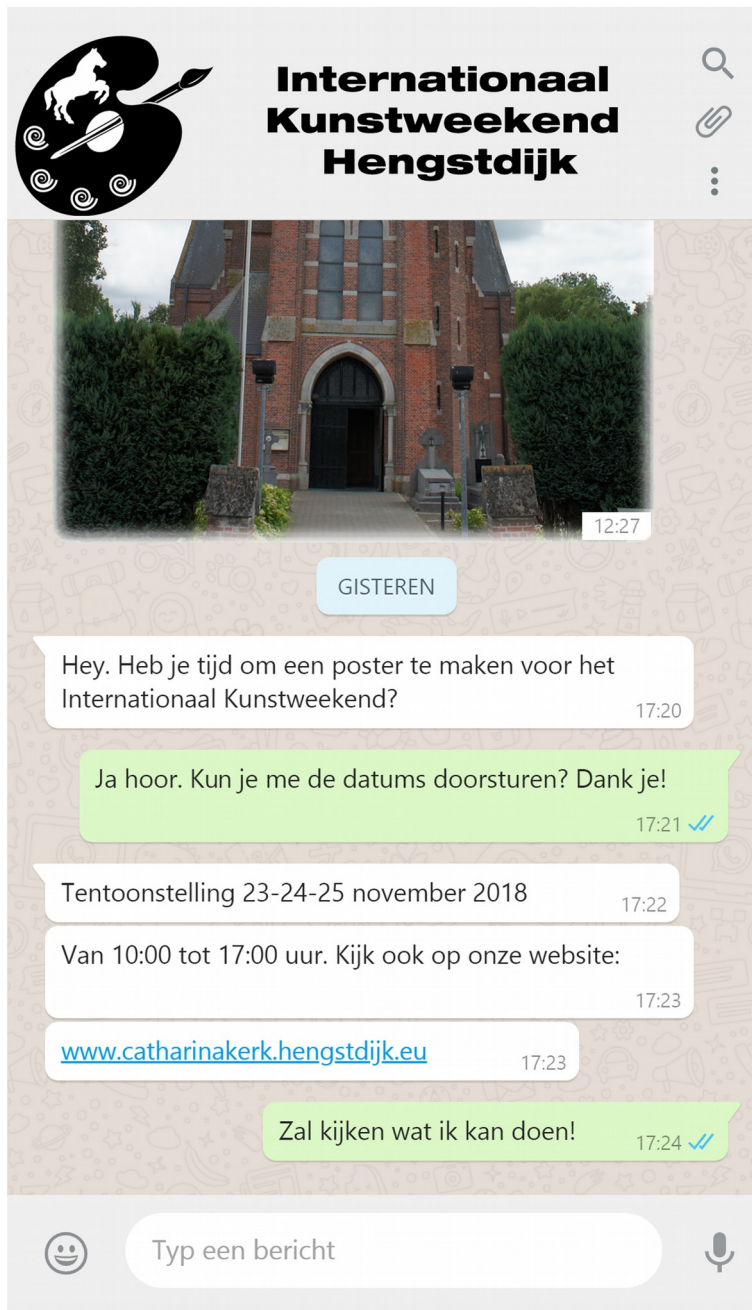 Internationaal
Kunstweekend
Hengstdijk
12:27
GISTEREN
Hey. Heb je tijd om een poster te maken voor het
Internationaal Kunstweekend?
17:20
Ja hoor. Kun je me de datums doorsturen? Dank je!
17:21
Tentoonstelling 23-24-25 november 2018
17:22
Van 10:00 tot 17:00 uur. Kijk ook op onze website:
17:23
www.catharinakerk.hengstdijk.eu
17:23
Zal kijken wat ik kan doen!
17:24
Typ een bericht